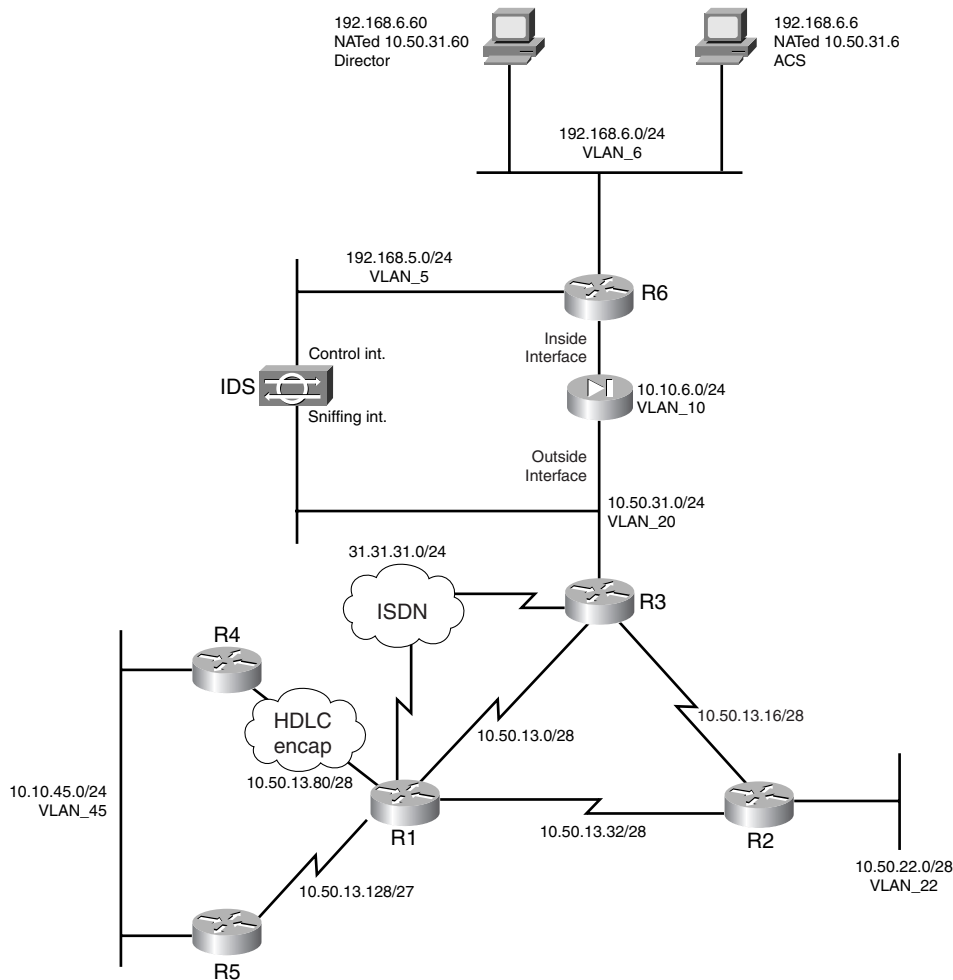 192.168.6.60
NATed 10.50.31.60
Director
192.168.6.6
NATed 10.50.31.6
ACS
192.168.6.0/24
VLAN_6
192.168.5.0/24
VLAN_5
R6
Control int.
IDS
Sniffing int.
Inside
Interface
10.10.6.0/24
VLAN_10
Outside
Interface
10.50.31.0/24
VLAN_20
31.31.31.0/24
ISDN
R3
R4
HDLC
encap
10.50.13.80/28
10.50.13.0/28
10.50.13.16/28
10.10.45.0/24
VLAN_45
R1
10.50.13.32/28
R2
10.50.22.0/28
VLAN_22
10.50.13.128/27
R5